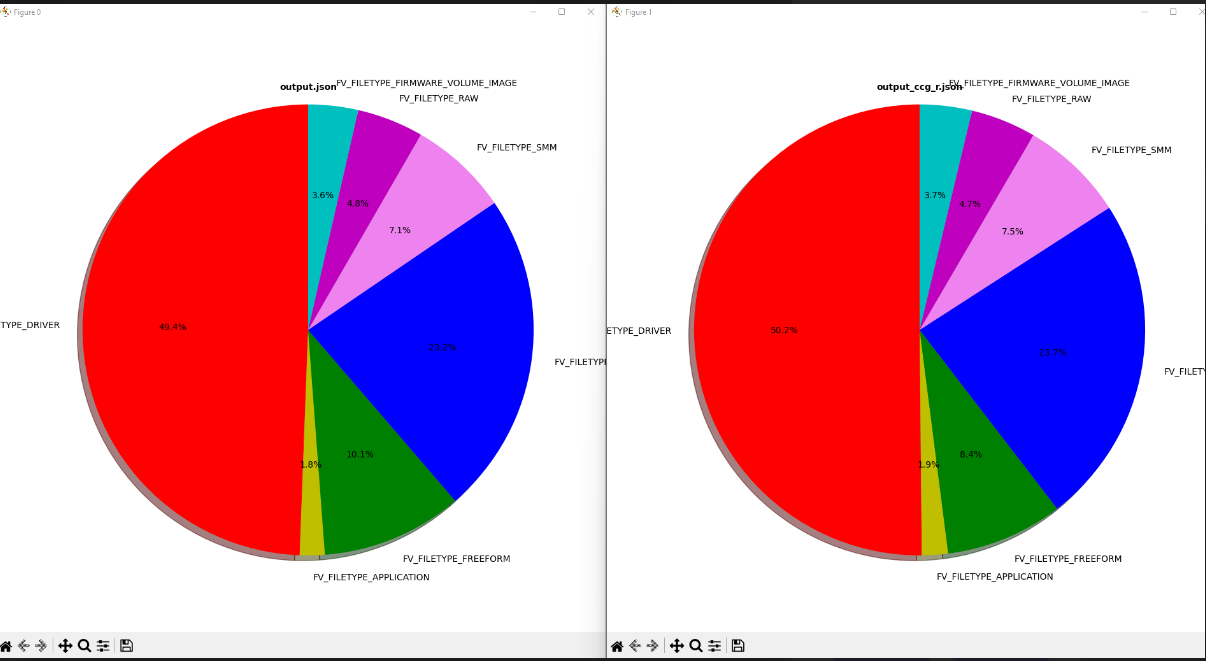 Figure 0
output.json
FV_FILETYPE_FIRMWARE_VOLUME_IMAGE
FV_FILETYPE_RAW
FV_FILETYPE_SMM
3.6%
4.8%
7.1%
TYPE_DRIVER
49.4%
23.2%
FV_FILETYPE
1.8%
10.1%
FV_FILETYPE_FREEFORM
FV_FILETYPE_APPLICATION
Figure 1
output_ccg_r.json
FV_FILETYPE_FIRMWARE_VOLUME_IMAGE
FV_FILETYPE_RAW
FV_FILETYPE_SMM
3.7%
4.7%
7.5%
ETYPE_DRIVER
50.2%
23.7%
FV_FILETY
1.9%
8.4%
FV_FILETYPE_FREEFORM
FV_FILETYPE_APPLICATION